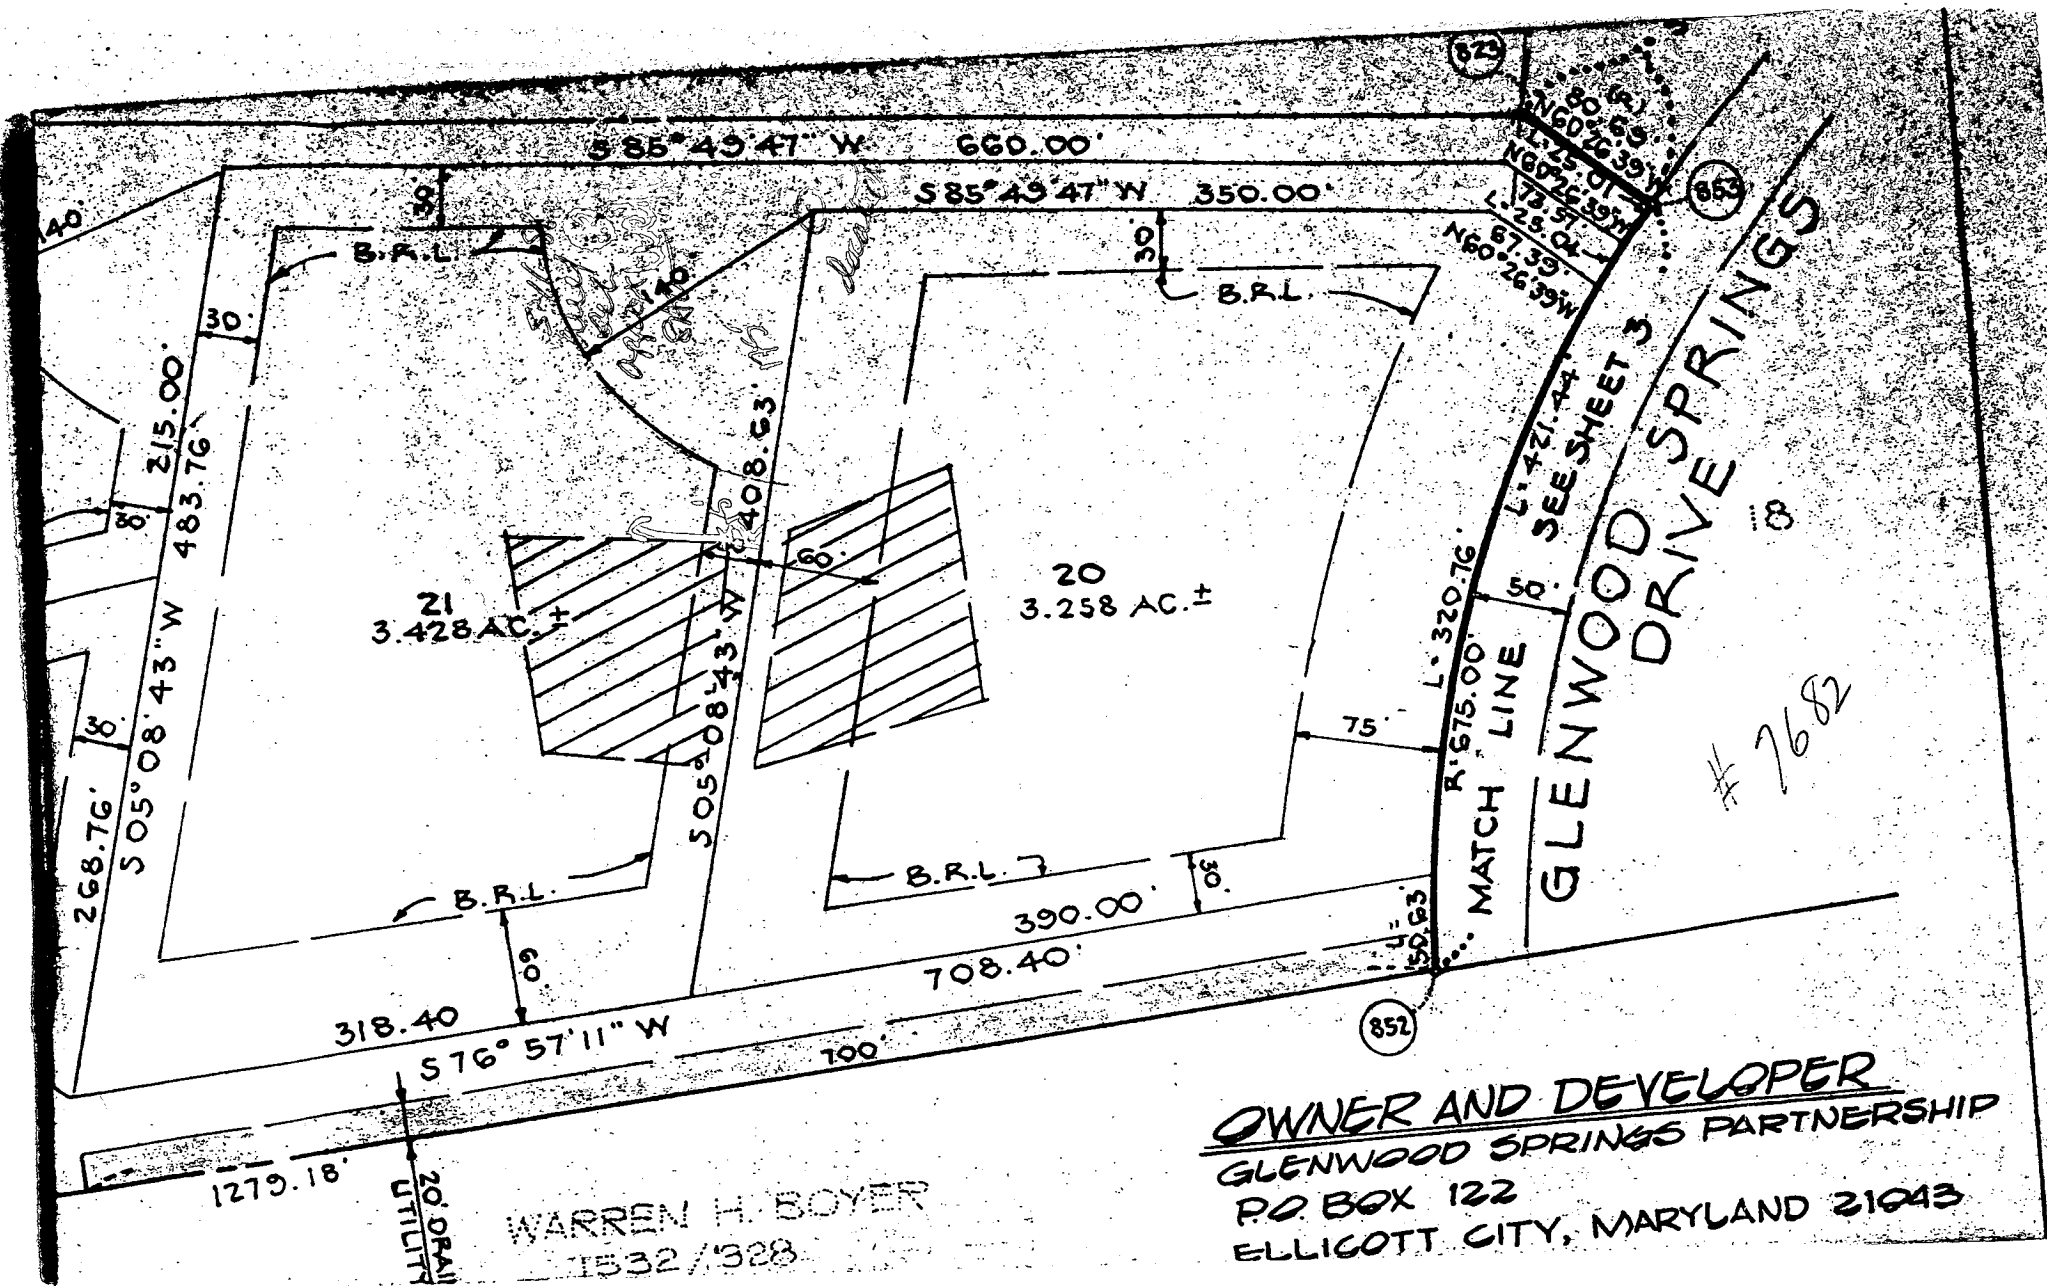 823
80.69' (R)
N60°26'39"W
L=25.01'
N60°26'39"W
73.97'
L=25.04'
67.39'
N60°26'39"W
853
S 85° 49' 47" W 660.00'
S 85° 49' 47" W 350.00'
140'
30'
B.R.L.
140'
30'
B.R.L.
30'
215.00'
483.76'
S 05° 08' 43" W
30'
408.63'
S 05° 08' 43" W
60'
21
3.428 AC. ±
20
3.258 AC. ±
L= 421.44'
SEE SHEET 3
L= 320.76'
R= 675.00'
MATCH LINE
50'
GLENWOOD SPRINGS
DRIVE
18
# 7682
75'
30'
268.76'
B.R.L.
B.R.L.
30'
60'
390.00'
708.40'
L=
50.63'
318.40
S 76° 57' 11" W
700'
852
1279.18'
20' DRAI
UTILITY
WARREN H. BOYER
1532 / 328
OWNER AND DEVELOPER
GLENWOOD SPRINGS PARTNERSHIP
P.O. BOX 122
ELLICOTT CITY, MARYLAND 21043